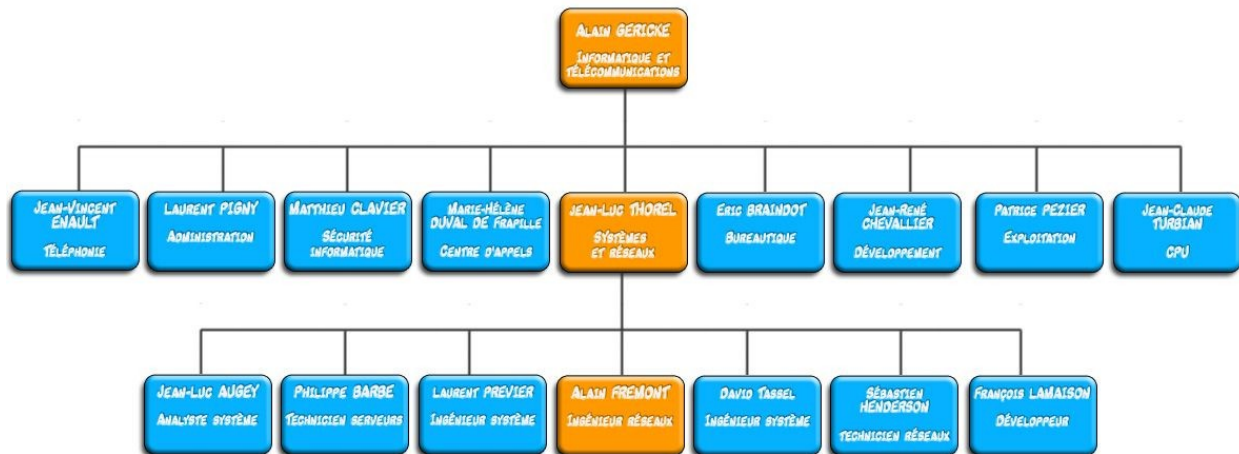 Alain GERICKE
Informatique et
télécommunications
Jean-Vincent
ENAULT
Téléphonie
Laurent PIGNY
Administration
Matthieu CLAVIER
Sécurité
informatique
Marie-Hélène
DUVAL DE Frapille
Centre d'appels
Jean-Luc THOREL
Systèmes
et réseaux
Eric BRAINDOT
Bureautique
Jean-René
CHEVALLIER
Développement
Patrice PEZIER
Exploitation
Jean-Claude
TURBIAN
CPU
Jean-Luc AUGEY
Analyste système
Philippe BARBE
Technicien serveurs
Laurent PREVIER
Ingénieur système
Alain FREMONT
Ingénieur réseaux
David Tassel
Ingénieur système
Sébastien
HENDERSON
technicien réseaux
François LAMAISON
Développeur